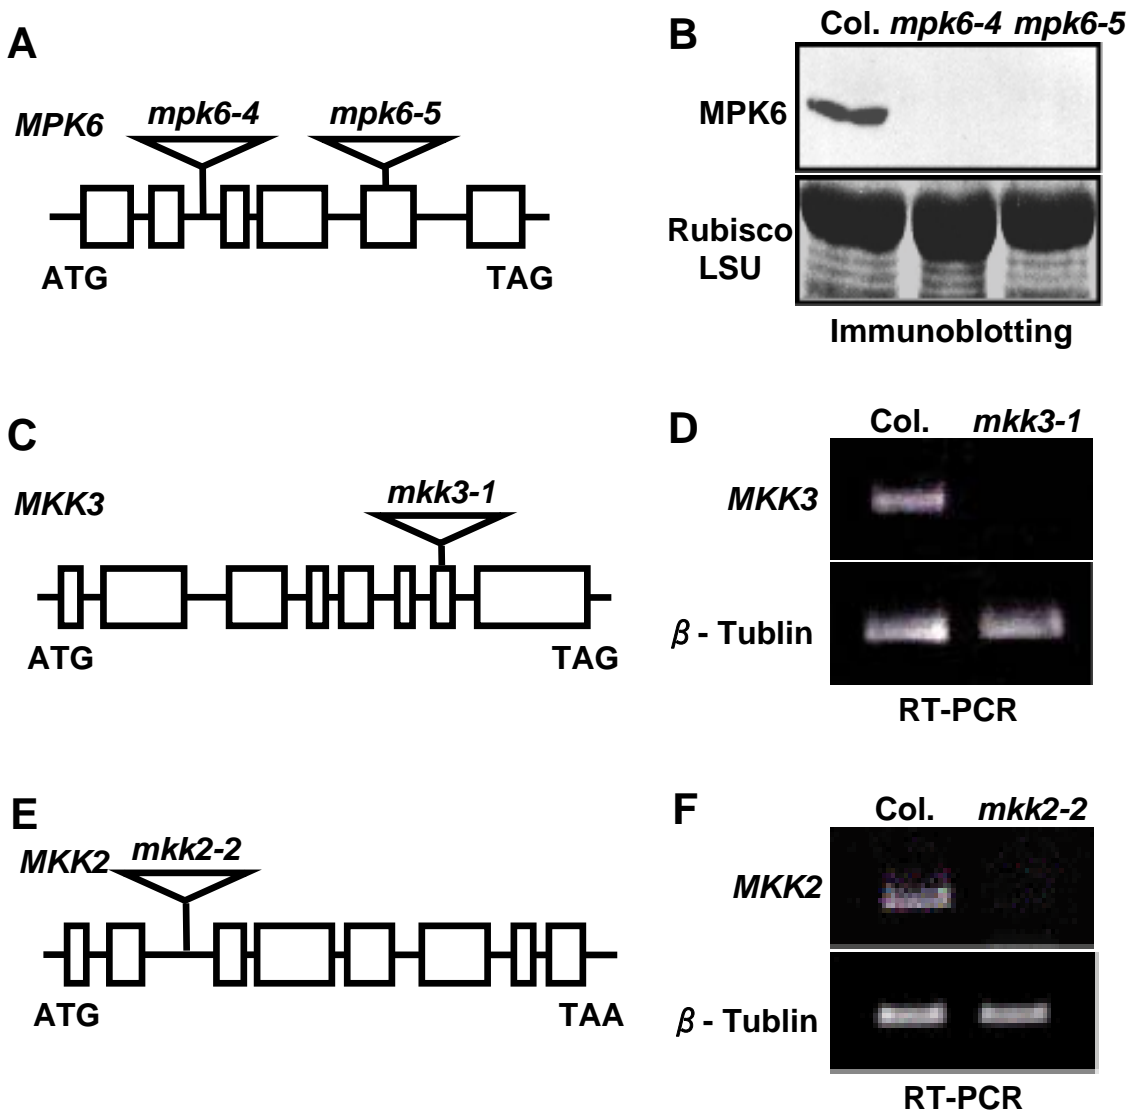 A
MPK6
mpk6-4
mpk6-5
ATG
TAG
B
Col. mpk6-4 mpk6-5
MPK6
Rubisco
LSU
Immunoblotting
C
MKK3
mkk3-1
ATG
TAG
D
Col. mkk3-1
MKK3
β - Tublin
RT-PCR
E
MKK2
mkk2-2
ATG
TAA
F
Col. mkk2-2
MKK2
β - Tublin
RT-PCR